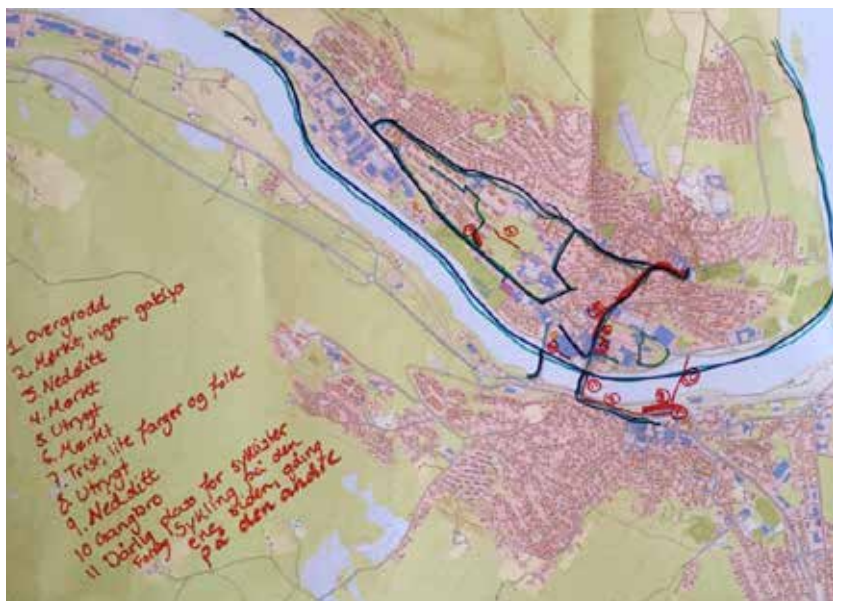 1 Overgrodd
2. Mørkt, ingen gatelys
3. Nedslitt
4. Mørkt
5. Utrygt
6. Mørkt
7. Trist, lite farger og folk
8 Utrygt
9. Nedslitt
10 Gangbro
11 Dårlig plass for syklister
Forby sykling på den
ene siden, gåing
på den andre